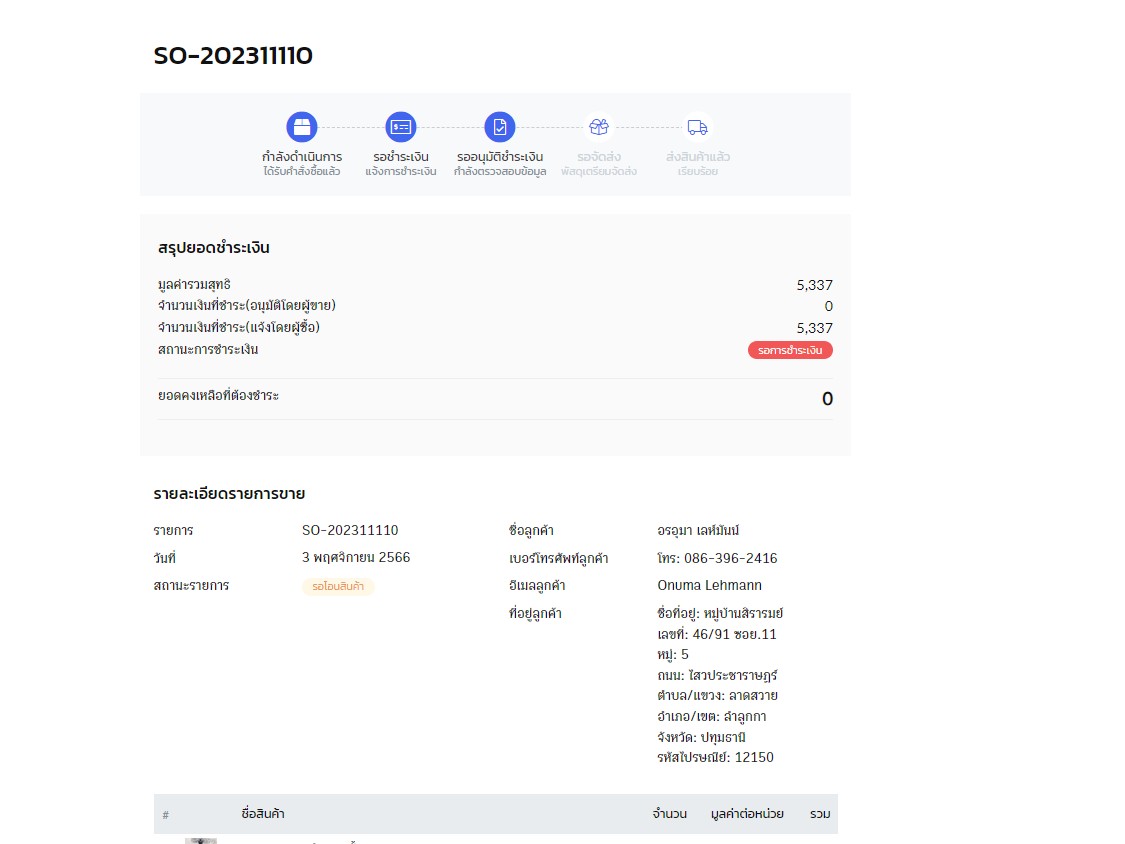 SO-202311110
กำลังดำเนินการ
ได้รับคำสั่งซื้อแล้ว
รอชำระเงิน
แจ้งการชำระเงิน
รออนุมัติชำระเงิน
กำลังตรวจสอบข้อมูล
รอจัดส่ง
พัสดุเตรียมจัดส่ง
ส่งสินค้าแล้ว
เรียบร้อย
สรุปยอดชำระเงิน
มูลค่ารวมสุทธิ 5,337
จำนวนเงินที่ชำระ(อนุมัติโดยผู้ขาย) 0
จำนวนเงินที่ชำระ(แจ้งโดยผู้ซื้อ) 5,337
สถานะการชำระเงิน รอการชำระเงิน
ยอดคงเหลือที่ต้องชำระ 0
รายละเอียดรายการขาย
รายการ SO-202311110
วันที่ 3 พฤศจิกายน 2566
สถานะรายการ รอโอนสินค้า
ชื่อลูกค้า อรอุมา เลห์มันน์
เบอร์โทรศัพท์ลูกค้า โทร: 086-396-2416
อีเมลลูกค้า Onuma Lehmann
ที่อยู่ลูกค้า ชื่อที่อยู่: หมู่บ้านสิรารมย์
เลขที่: 46/91 ซอย.11
หมู่: 5
ถนน: ไสวประชาราษฎร์
ตำบล/แขวง: ลาดสวาย
อำเภอ/เขต: ลำลูกกา
จังหวัด: ปทุมธานี
รหัสไปรษณีย์: 12150
# ชื่อสินค้า จำนวน มูลค่าต่อหน่วย รวม